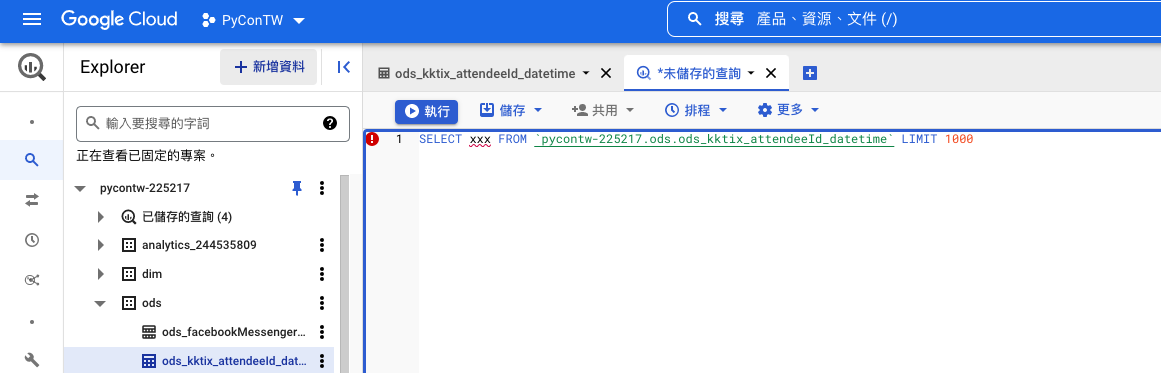 Google Cloud
PyConTW
搜尋 產品、資源、文件 (/)
Explorer
+ 新增資料
ods_kktix_attendeeId_datetime
*未儲存的查詢
執行
儲存
共用
排程
更多
輸入要搜尋的字詞
正在查看已固定的專案。
1 SELECT xxx FROM `pycontw-225217.ods.ods_kktix_attendeeId_datetime` LIMIT 1000
pycontw-225217
已儲存的查詢 (4)
analytics_244535809
dim
ods
ods_facebookMessenger...
ods_kktix_attendeeId_dat...